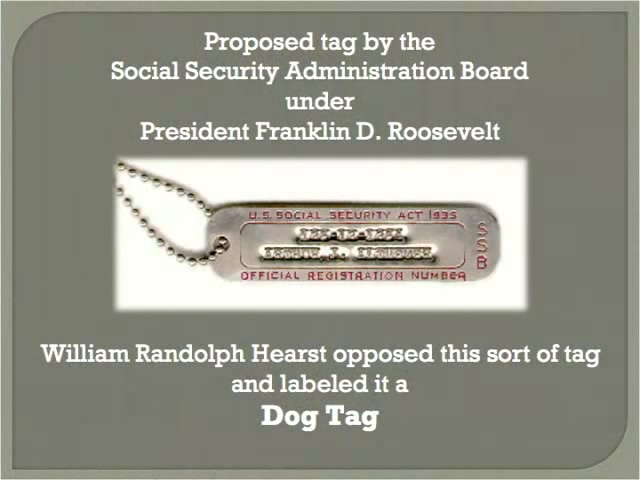 Proposed tag by the
Social Security Administration Board
under
President Franklin D. Roosevelt
U.S. SOCIAL SECURITY ACT 1935
SSB
OFFICIAL REGISTRATION NUMBER
William Randolph Hearst opposed this sort of tag
and labeled it a
Dog Tag